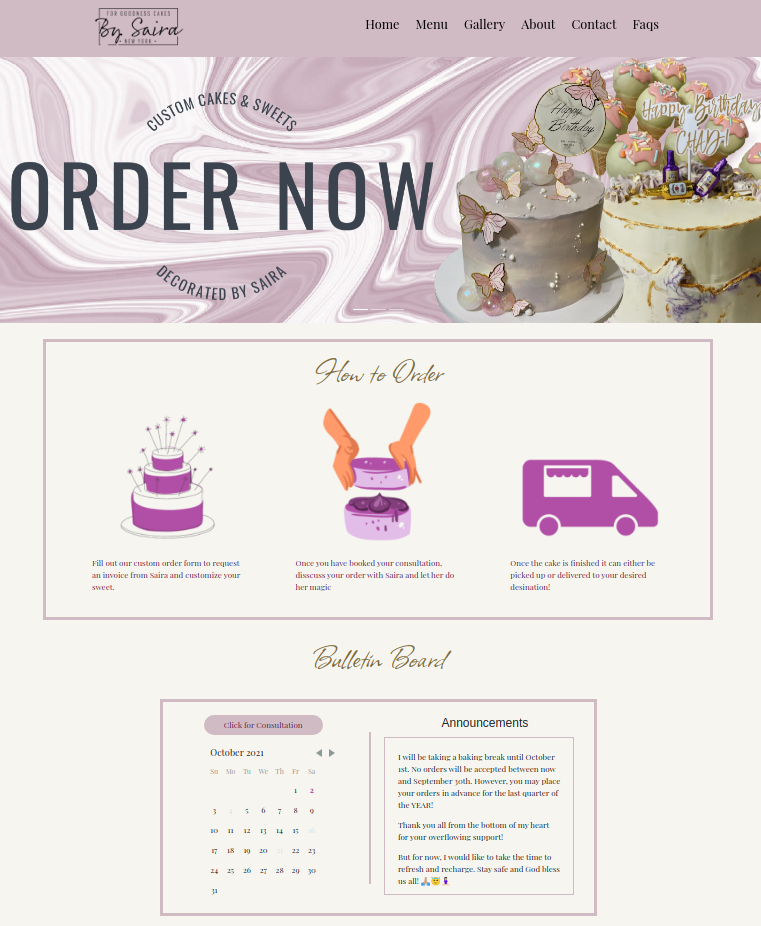 FOR GOODNESS CAKES
By Saira
NEW YORK
Home Menu Gallery About Contact Faqs
CUSTOM CAKES & SWEETS
ORDER NOW
DECORATED BY SAIRA
Happy
Birthday
Happy Birthday
CHAD!
How to Order
Fill out our custom order form to request
an invoice from Saira and customize your
sweet.
Once you have booked your consultation,
disscuss your order with Saira and let her do
her magic
Once the cake is finished it can either be
picked up or delivered to your desired
desination!
Bulletin Board
Click for Consultation
October 2021
Su Mo Tu We Th Fr Sa
1 2
3 4 5 6 7 8 9
10 11 12 13 14 15 16
17 18 19 20 21 22 23
24 25 26 27 28 29 30
31
Announcements
I will be taking a baking break until October
1st. No orders will be accepted between now
and September 30th. However, you may place
your orders in advance for the last quarter of
the YEAR!
Thank you all from the bottom of my heart
for your overflowing support!
But for now, I would like to take the time to
refresh and recharge. Stay safe and God bless
us all! 🙏😇🧘‍♀️